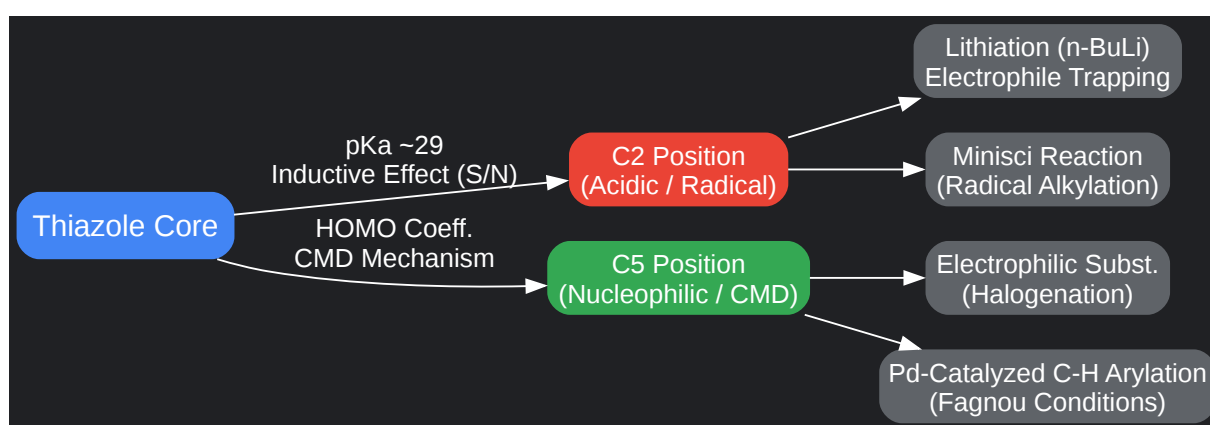 Thiazole Core
pKa ~29
Inductive Effect (S/N)
HOMO Coeff.
CMD Mechanism
C2 Position
(Acidic / Radical)
C5 Position
(Nucleophilic / CMD)
Lithiation (n-BuLi)
Electrophile Trapping
Minisci Reaction
(Radical Alkylation)
Electrophilic Subst.
(Halogenation)
Pd-Catalyzed C-H Arylation
(Fagnou Conditions)